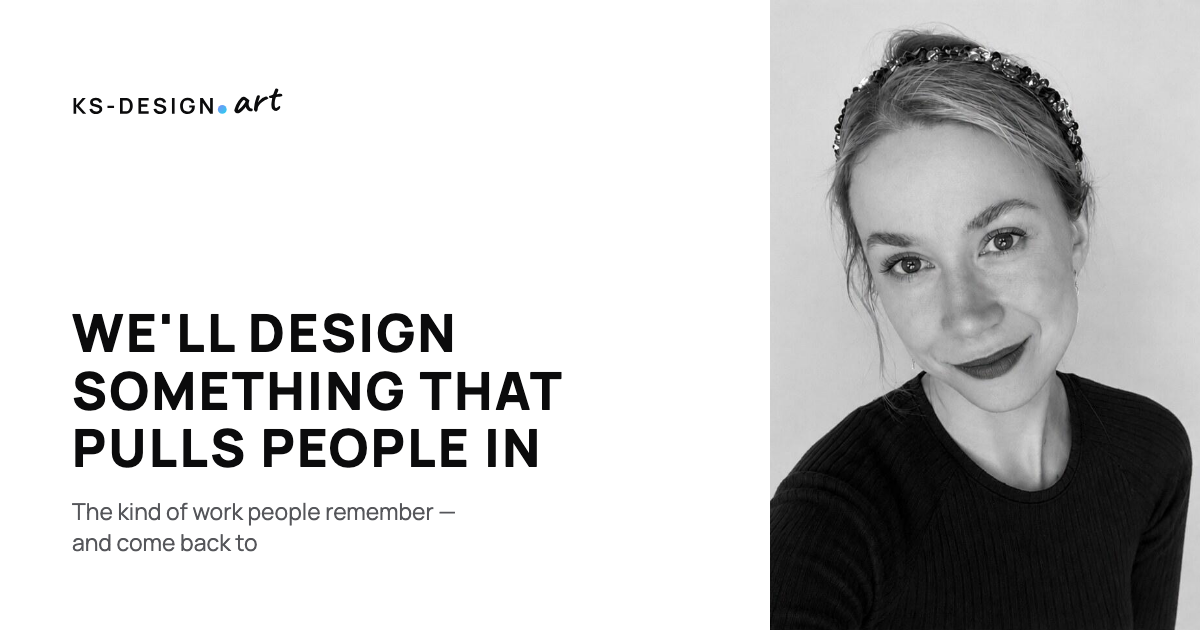 KS-DESIGN.art
WE'LL DESIGN
SOMETHING THAT
PULLS PEOPLE IN
The kind of work people remember —
and come back to